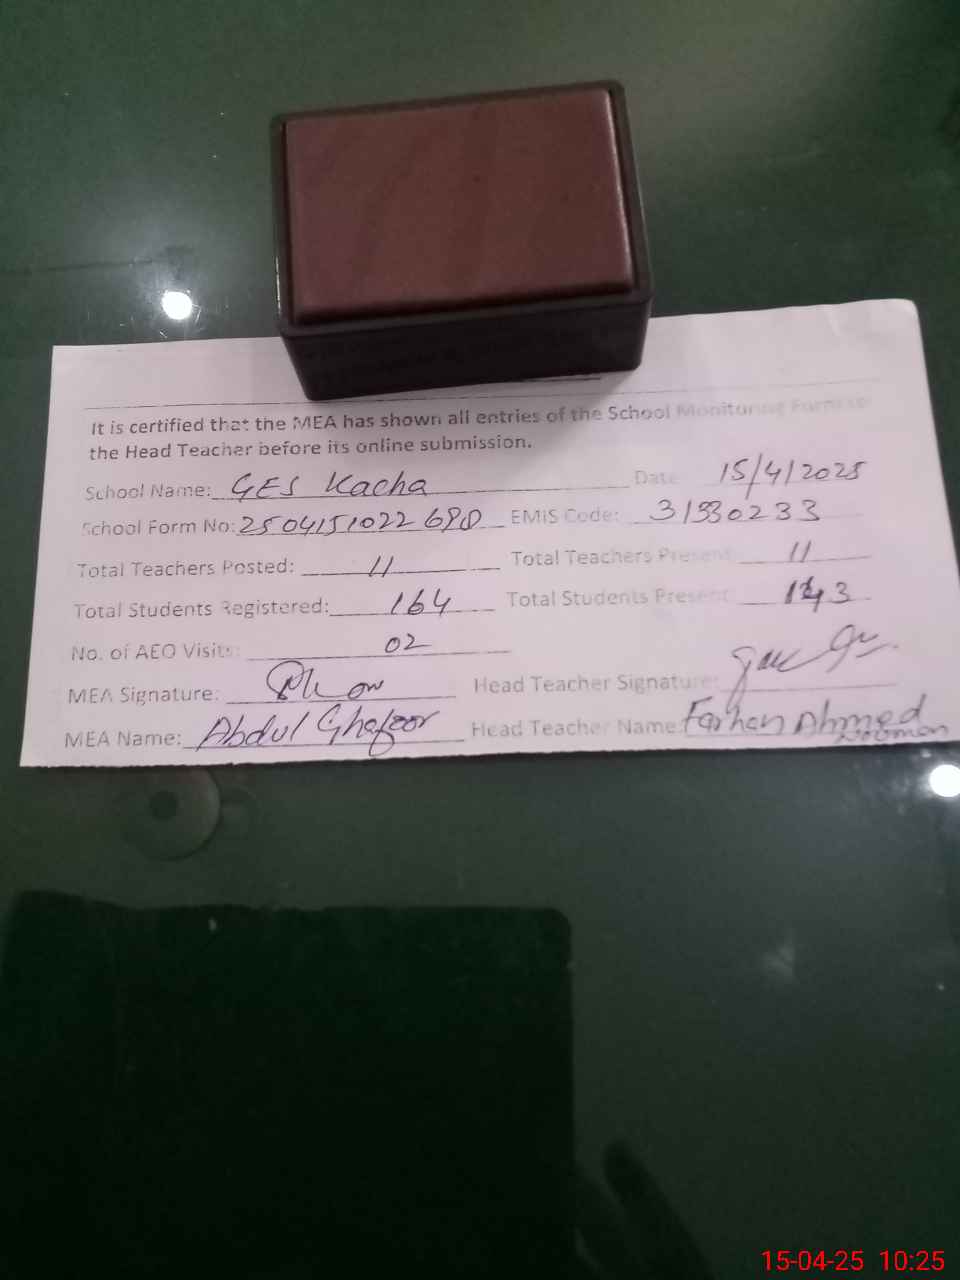 It is certified that the MEA has shown all entries of the School Monitoring Form to
the Head Teacher before its online submission.
School Name: GES Kacha Date 15/4/2025
School Form No: 2504151022690 EMIS Code: 31330233
Total Teachers Posted: 11 Total Teachers Present: 11
Total Students Registered: 164 Total Students Present: 143
No. of AEO Visits: 02
MEA Signature: Head Teacher Signature:
MEA Name: Abdul Ghafoor Head Teacher Name: Farhan Ahmed
Nooman
15-04-25 10:25